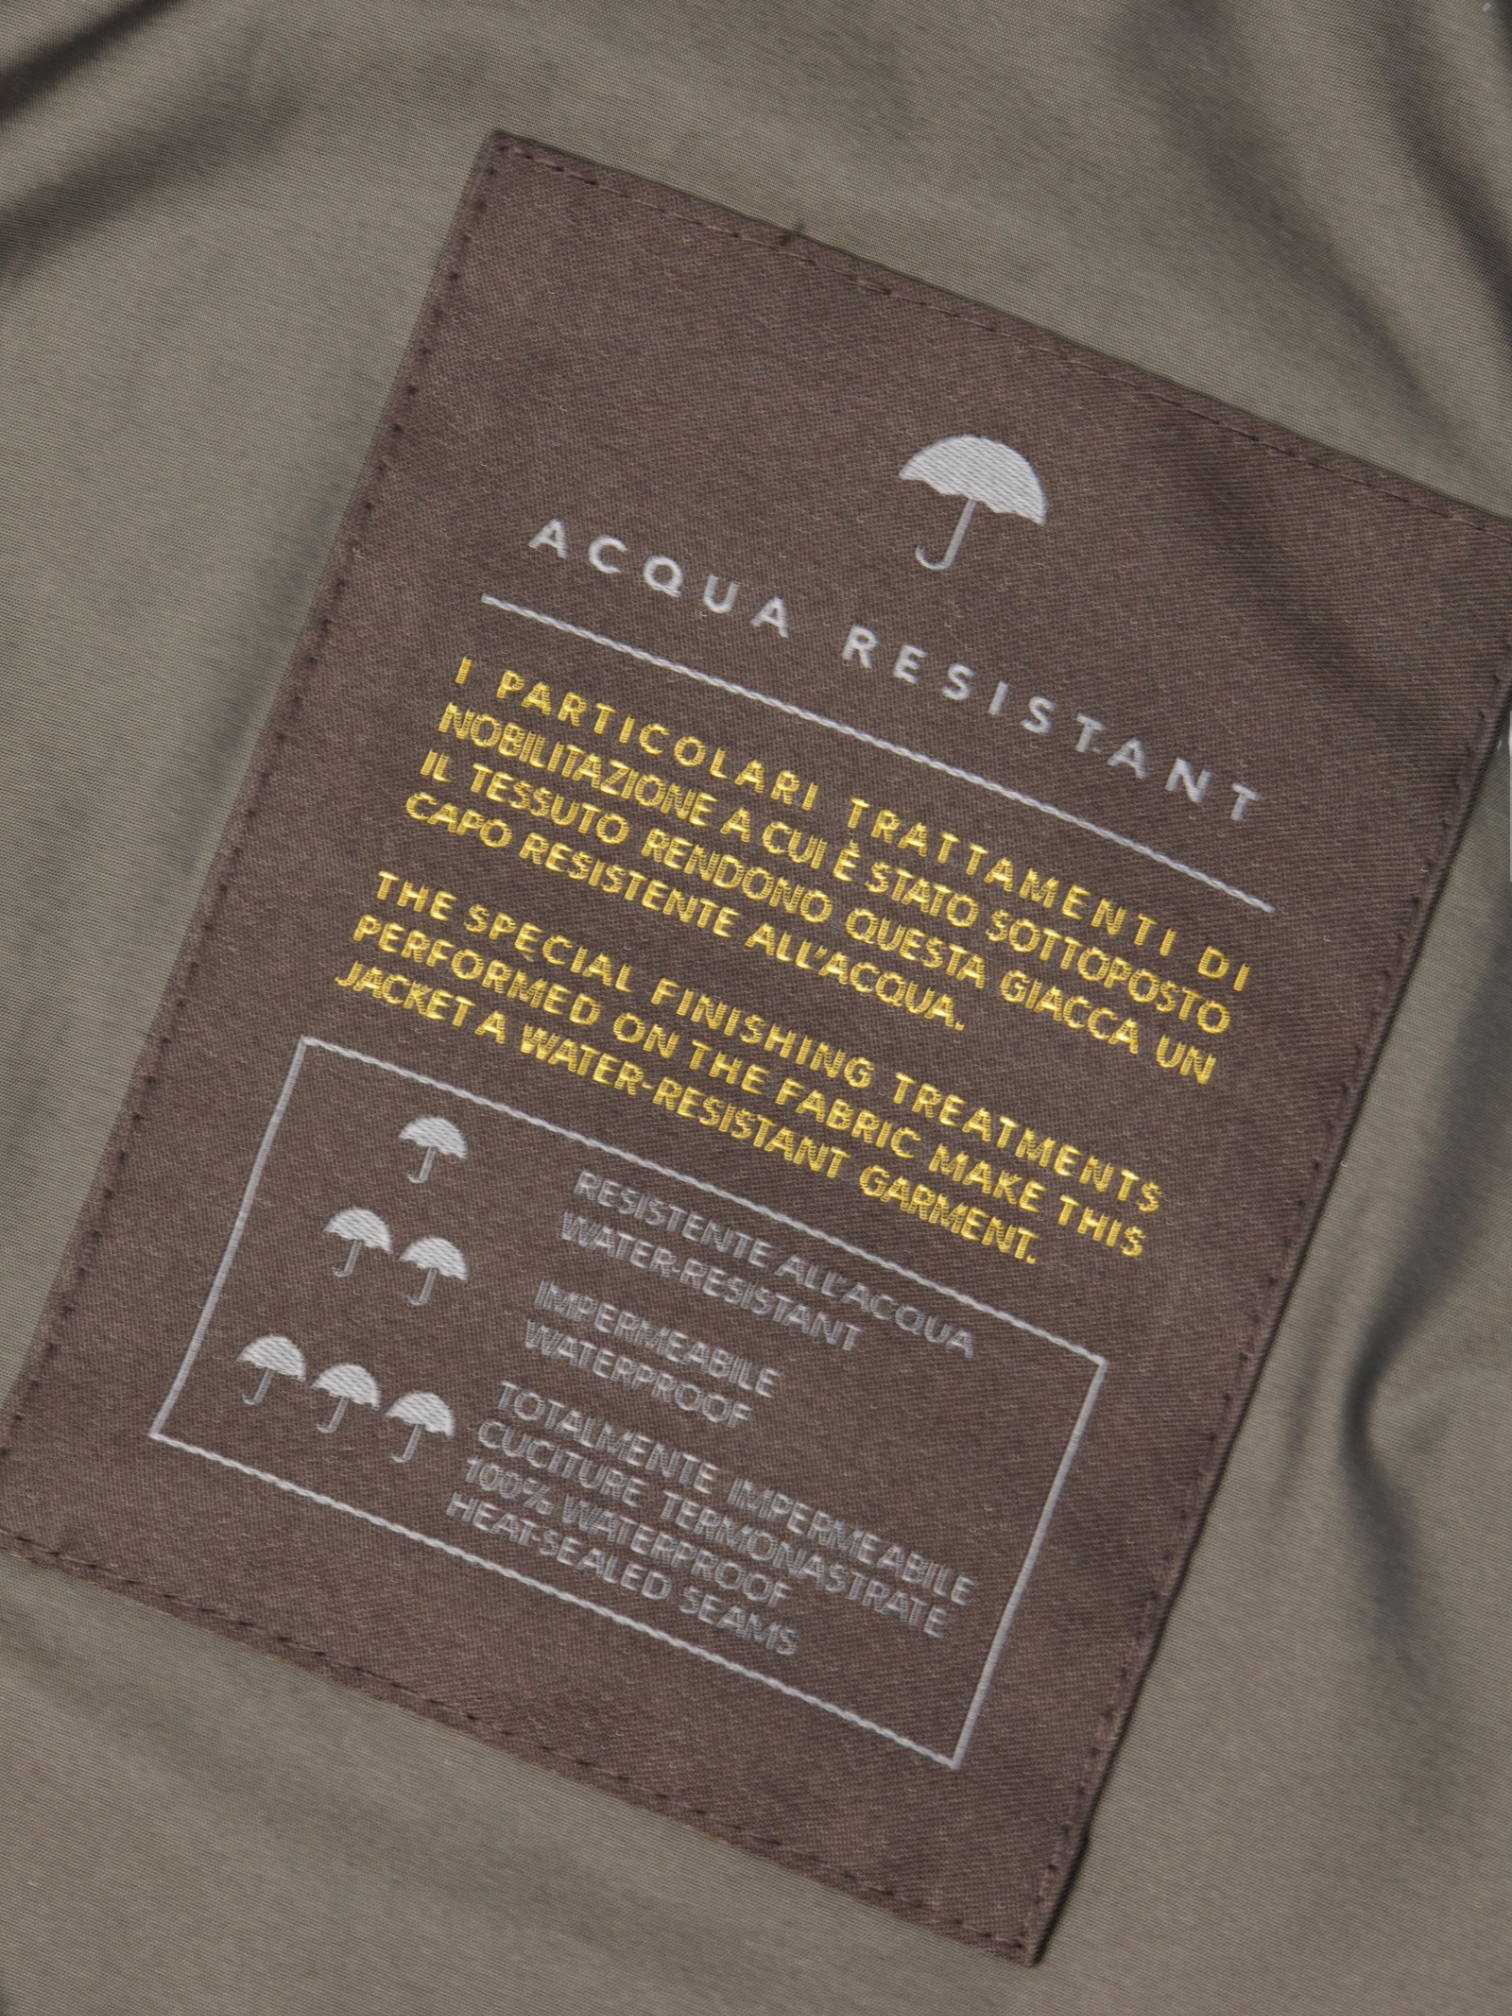 ACQUA RESISTANT
I PARTICOLARI TRATTAMENTI DI
NOBILITAZIONE A CUI È STATO SOTTOPOSTO
IL TESSUTO RENDONO QUESTA GIACCA UN
CAPO RESISTENTE ALL'ACQUA.
THE SPECIAL FINISHING TREATMENTS
PERFORMED ON THE FABRIC MAKE THIS
JACKET A WATER-RESISTANT GARMENT.
RESISTENTE ALL'ACQUA
WATER-RESISTANT
IMPERMEABILE
WATERPROOF
TOTALMENTE IMPERMEABILE
CUCITURE TERMONASTRATE
100% WATERPROOF
HEAT-SEALED SEAMS